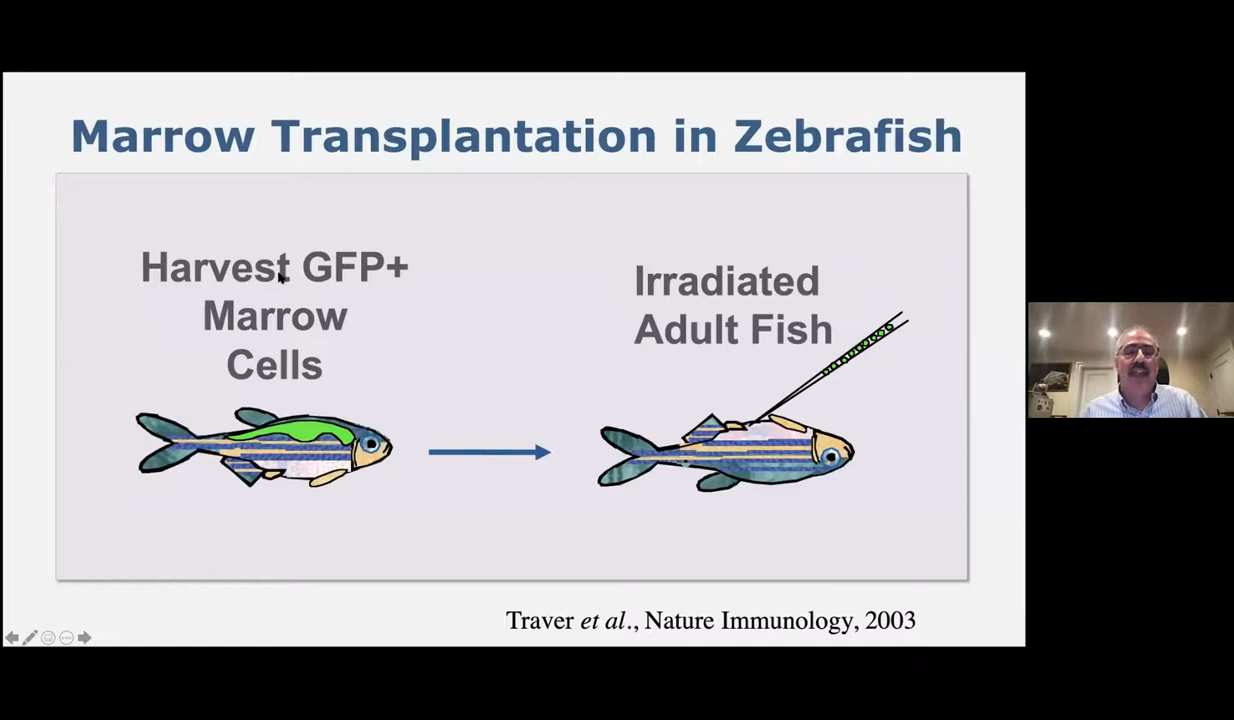 Marrow Transplantation in Zebrafish
Harvest GFP+
Marrow
Cells
Irradiated
Adult Fish
Traver et al., Nature Immunology, 2003